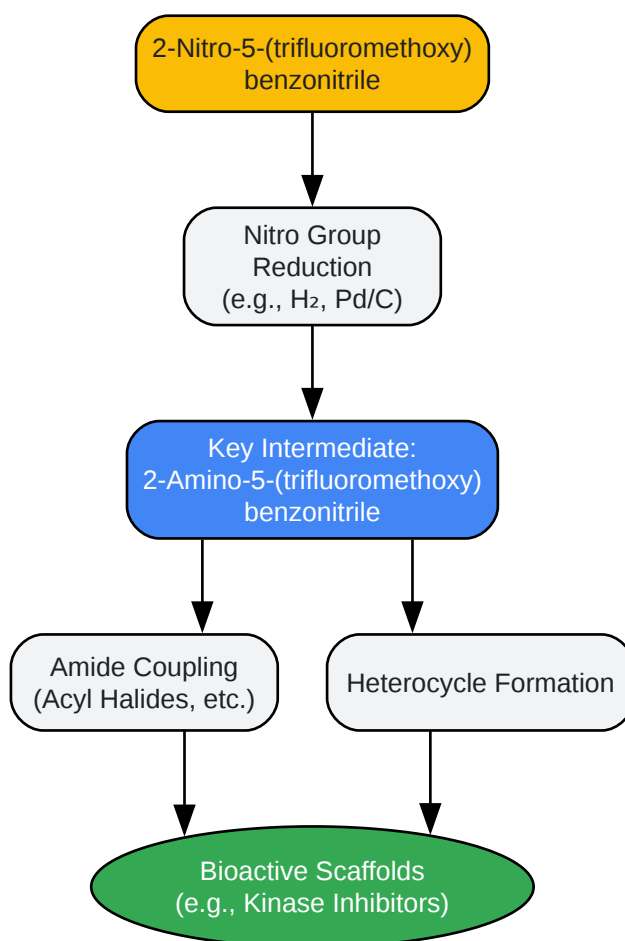 2-Nitro-5-(trifluoromethoxy)
benzonitrile
Nitro Group
Reduction
(e.g., H₂, Pd/C)
Key Intermediate:
2-Amino-5-(trifluoromethoxy)
benzonitrile
Amide Coupling
(Acyl Halides, etc.)
Heterocycle Formation
Bioactive Scaffolds
(e.g., Kinase Inhibitors)